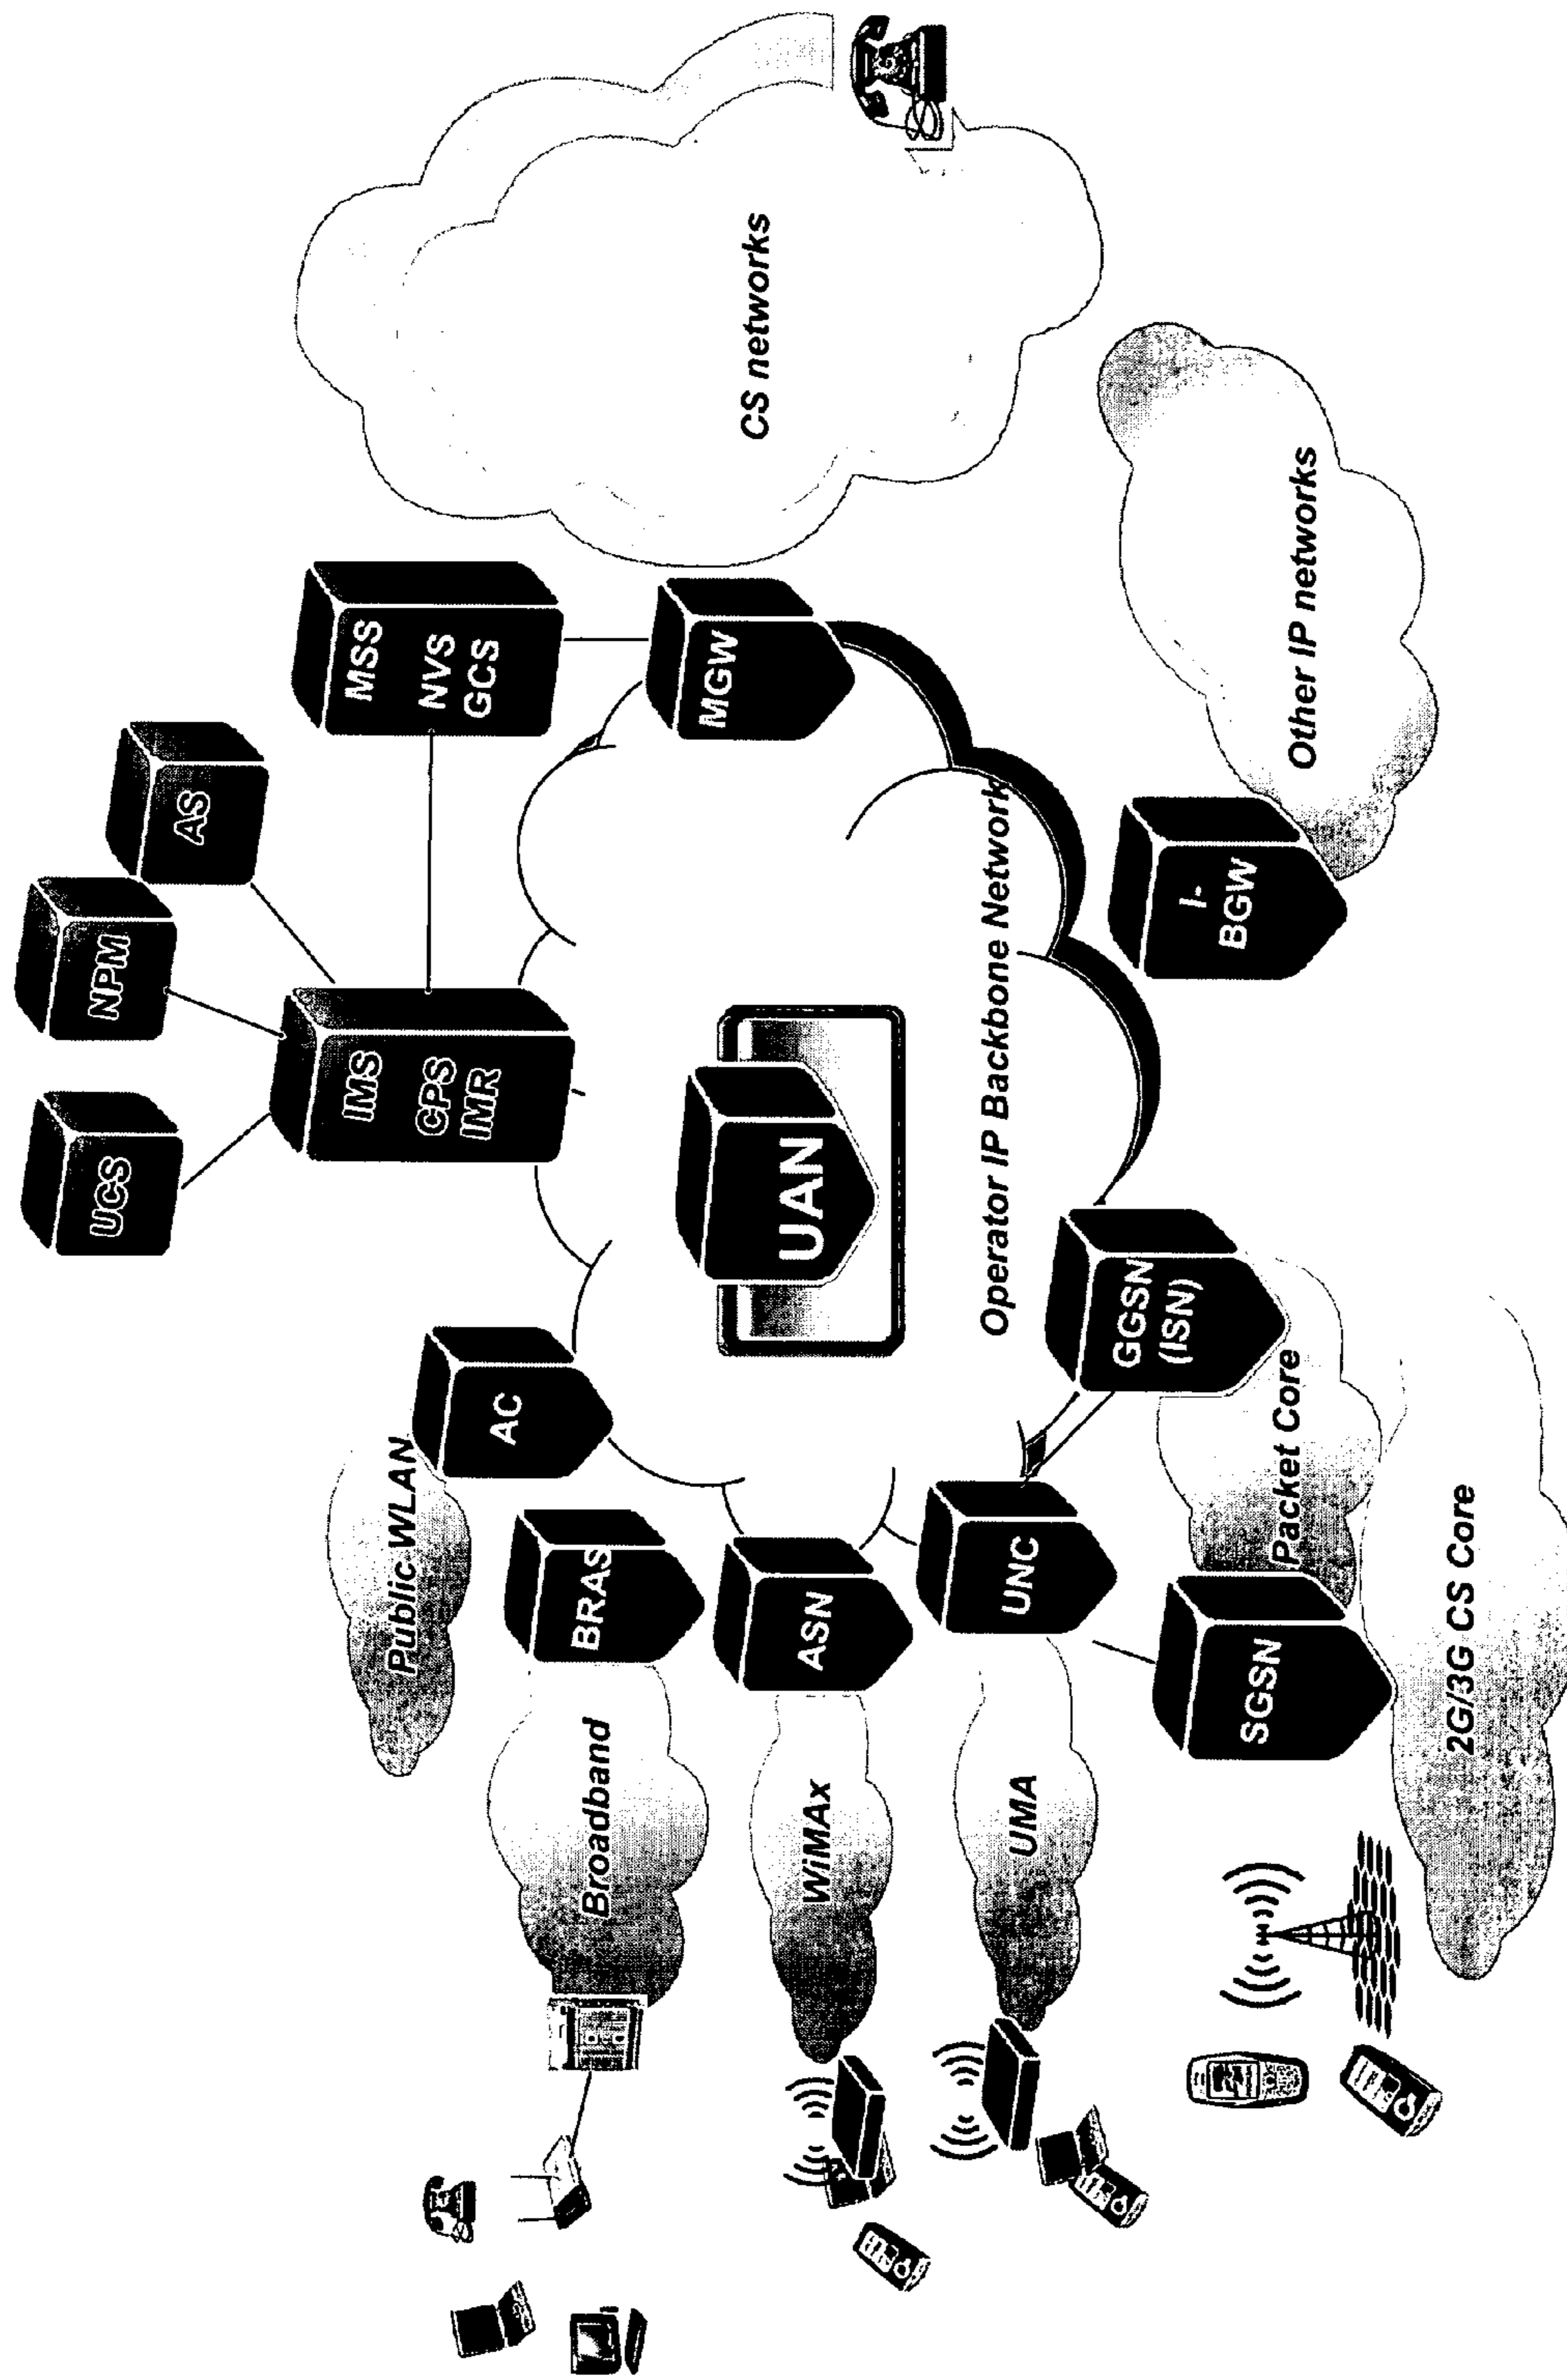 UCS
NPM
AS
IMS
CPS
IMR
MSS
NVS
GCS
Public WLAN
AC
Broadband
BRAS
WiMAx
ASN
UMA
UNC
UAN
Operator IP Backbone Network
MGW
CS networks
SGSN
GGSN
(ISN)
Packet Core
2G/3G CS Core
I-
BGW
Other IP networks